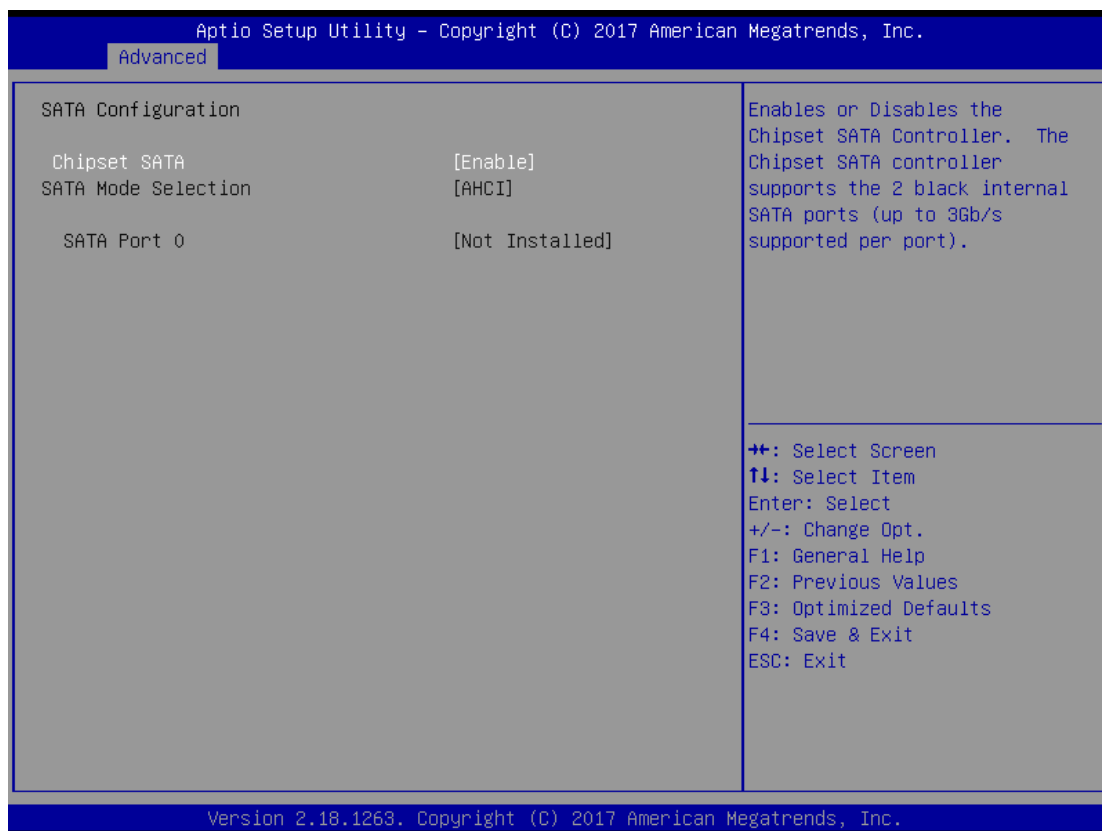 Aptio Setup Utility – Copyright (C) 2017 American Megatrends, Inc.
Advanced
SATA Configuration
Chipset SATA [Enable]
SATA Mode Selection [AHCI]
SATA Port 0 [Not Installed]
Enables or Disables the
Chipset SATA Controller. The
Chipset SATA controller
supports the 2 black internal
SATA ports (up to 3Gb/s
supported per port).
→←: Select Screen
↑↓: Select Item
Enter: Select
+/-: Change Opt.
F1: General Help
F2: Previous Values
F3: Optimized Defaults
F4: Save & Exit
ESC: Exit
Version 2.18.1263. Copyright (C) 2017 American Megatrends, Inc.